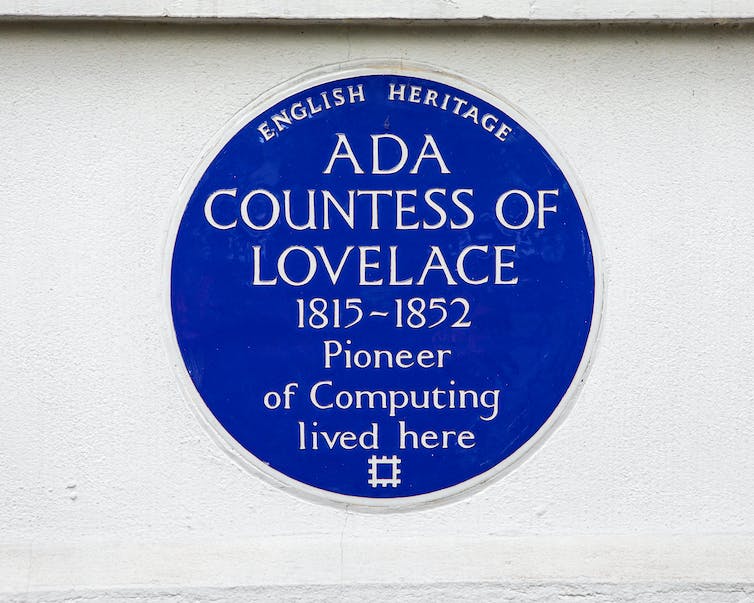 ENGLISH HERITAGE
ADA
COUNTESS OF
LOVELACE
1815~1852
Pioneer
of Computing
lived here